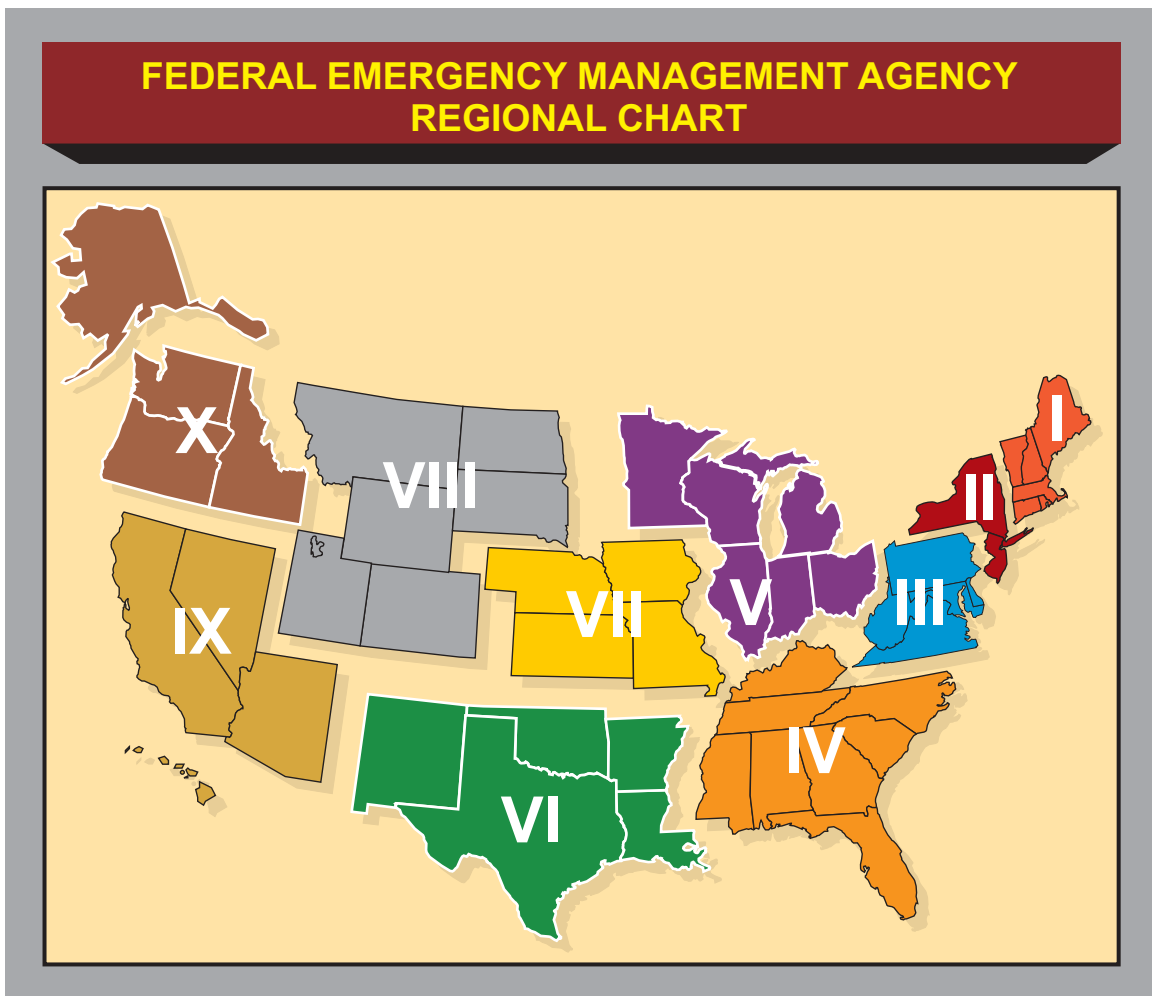 FEDERAL EMERGENCY MANAGEMENT AGENCY
REGIONAL CHART
I
II
III
IV
V
VI
VII
VIII
IX
X